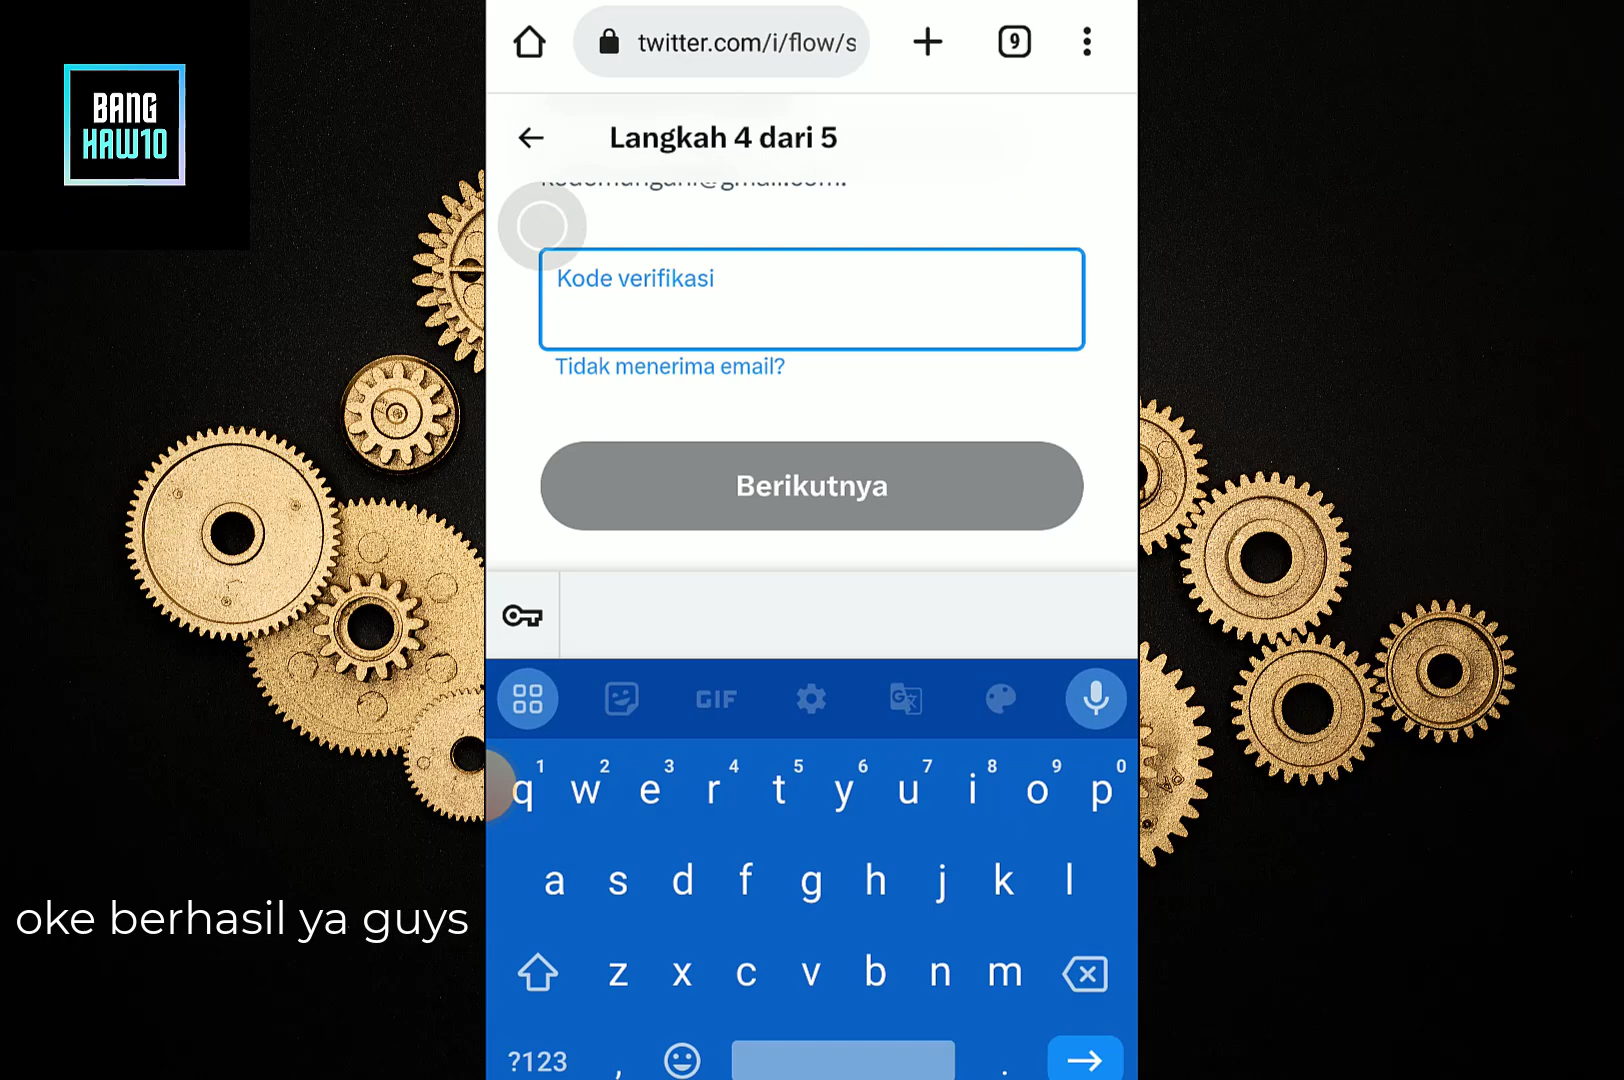 BANG
HAW10
twitter.com/i/flow/s
9
Langkah 4 dari 5
Kode verifikasi
Tidak menerima email?
Berikutnya
GIF
1 2 3 4 5 6 7 8 9 0
q w e r t y u i o p
a s d f g h j k l
oke berhasil ya guys
z x c v b n m
?123 , .